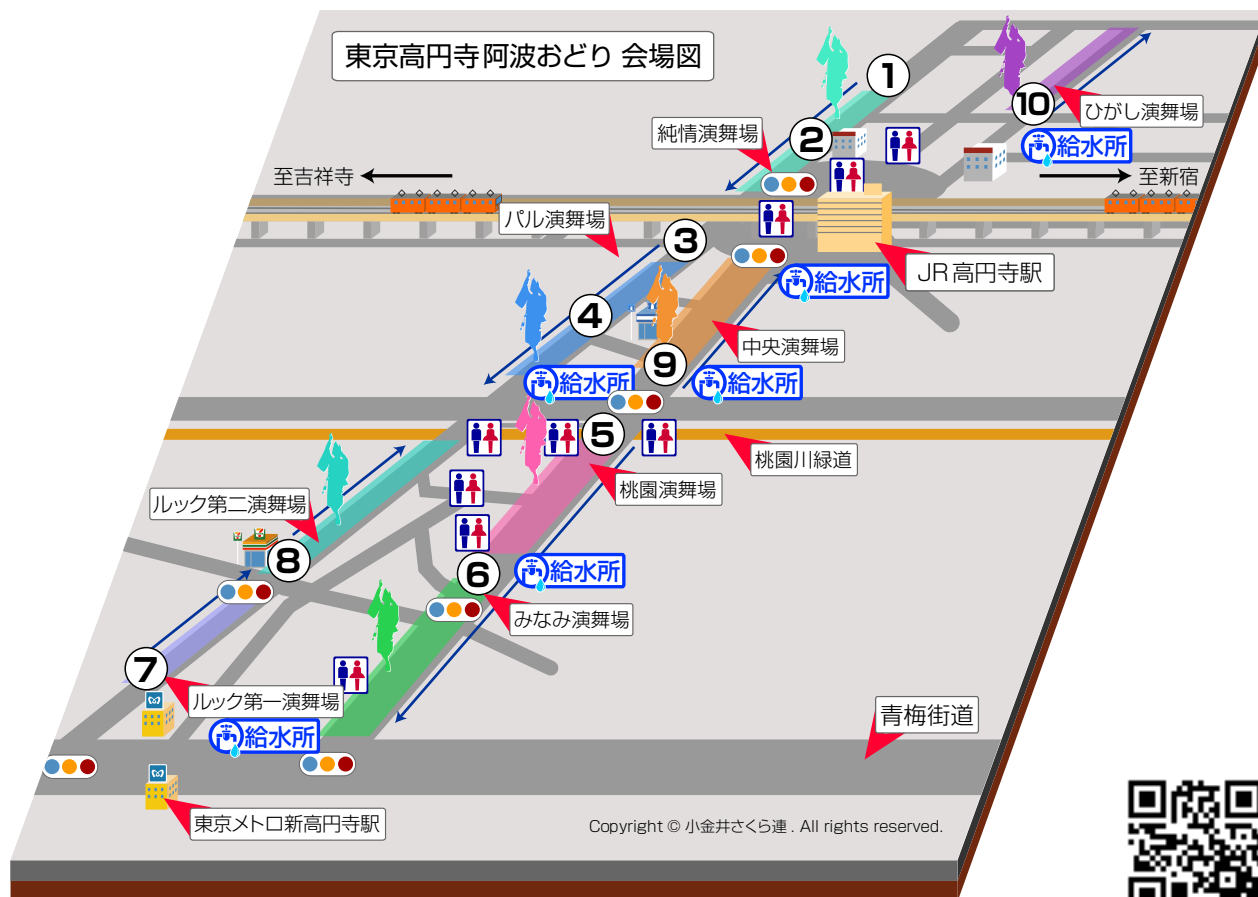 東京高円寺阿波おどり 会場図
1
10
ひがし演舞場
2
純情演舞場
給水所
至吉祥寺
至新宿
パル演舞場
3
JR高円寺駅
給水所
4
中央演舞場
9
給水所
給水所
5
桃園川緑道
桃園演舞場
ルック第二演舞場
8
6
給水所
みなみ演舞場
7
ルック第一演舞場
給水所
青梅街道
東京メトロ新高円寺駅
Copyright © 小金井さくら連 . All rights reserved.